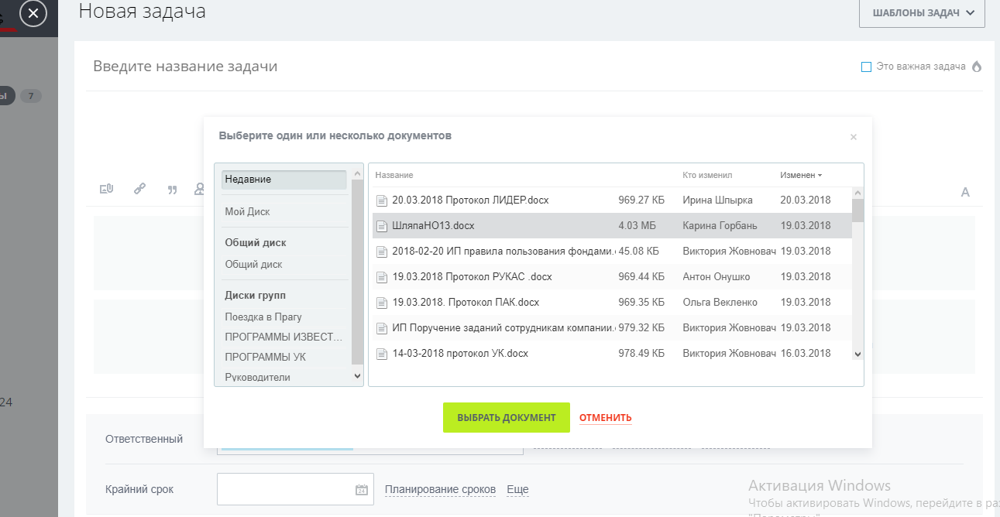 Новая задача
ШАБЛОНЫ ЗАДАЧ
Введите название задачи
Это важная задача
7
Выберите один или несколько документов
Недавние
Мой Диск
Общий диск
Общий диск
Диски групп
Поездка в Прагу
ПРОГРАММЫ ИЗВЕСТ...
ПРОГРАММЫ УК
Руководители
Название Кто изменил Изменен
20.03.2018 Протокол ЛИДЕР.docx 969.27 КБ Ирина Шпырка 20.03.2018
ШляпаНО13.docx 4.03 МБ Карина Горбань 19.03.2018
2018-02-20 ИП правила пользования фондами. 45.08 КБ Виктория Жовновач 19.03.2018
19.03.2018 Протокол РУКАС .docx 969.44 КБ Антон Онушко 19.03.2018
19.03.2018. Протокол ПАК.docx 969.35 КБ Ольга Векленко 19.03.2018
ИП Поручение заданий сотрудникам компании. 979.32 КБ Виктория Жовновач 19.03.2018
14-03-2018 протокол УК.docx 978.49 КБ Виктория Жовновач 16.03.2018
A
ВЫБРАТЬ ДОКУМЕНТ ОТМЕНИТЬ
24
Ответственный
Крайний срок 24 Планирование сроков Еще
Активация Windows
Чтобы активировать Windows, перейдите в